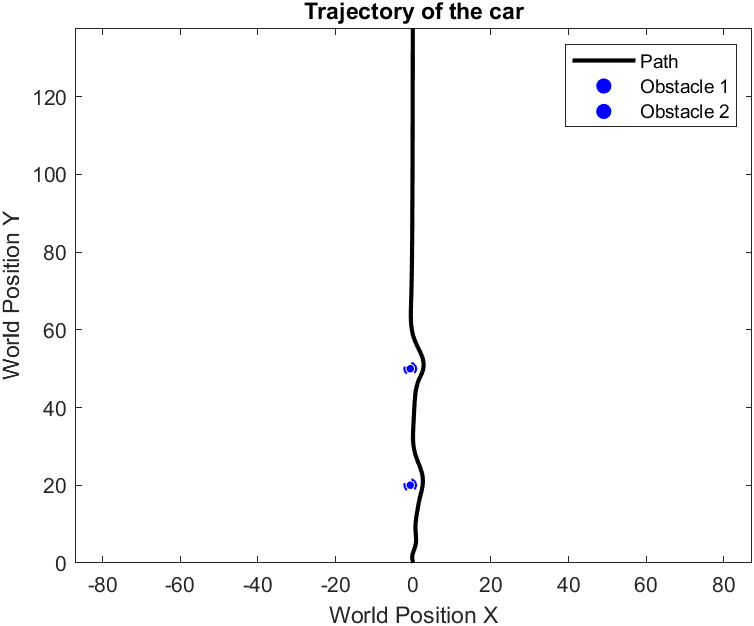 Trajectory of the car
Path
Obstacle 1
Obstacle 2
120
100
80
60
40
20
0
World Position Y
-80
-60
-40
-20
0
20
40
60
80
World Position X